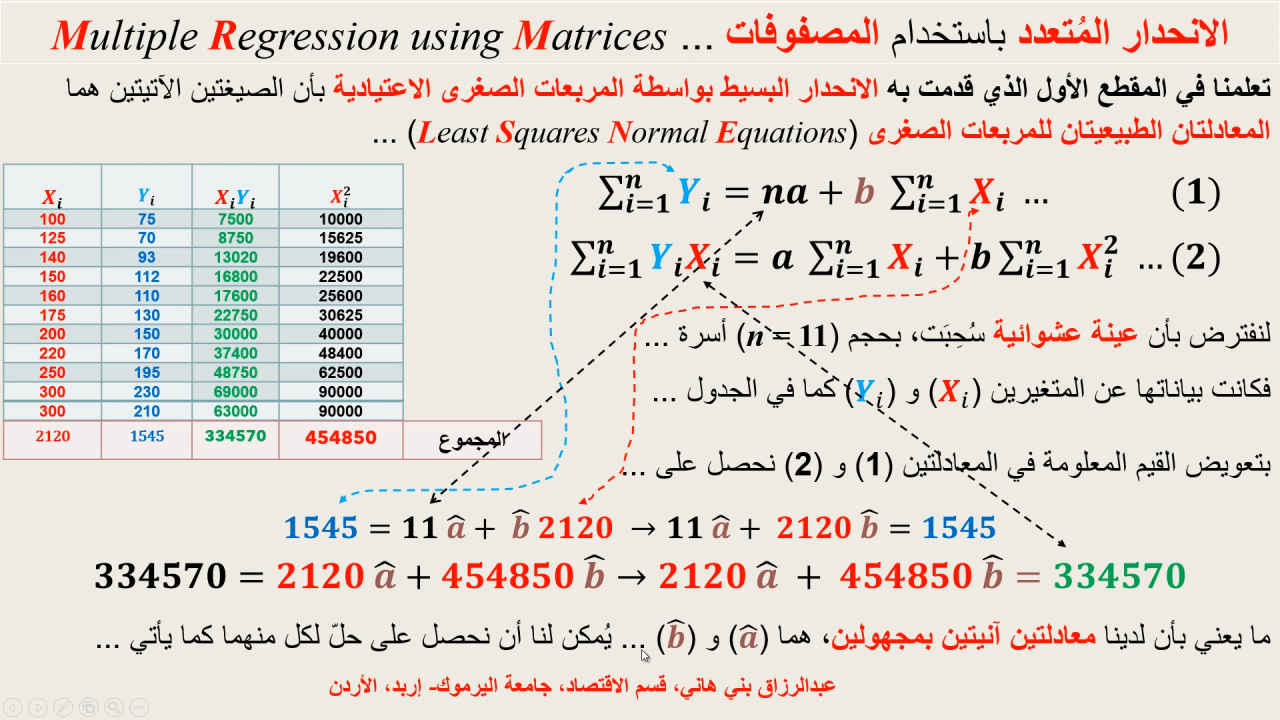 الانحدار المُتعدد باستخدام المصفوفات ... Multiple Regression using Matrices
تعلمنا في المقطع الأول الذي قدمت به الانحدار البسيط بواسطة المربعات الصغرى الاعتيادية بأن الصيغتين الآتيتين هما
المعادلتان الطبيعيتان للمربعات الصغرى (Least Squares Normal Equations) ...
∑ⁿᵢ₌₁ Yᵢ = na + b ∑ⁿᵢ₌₁ Xᵢ ... (1)
∑ⁿᵢ₌₁ YᵢXᵢ = a ∑ⁿᵢ₌₁ Xᵢ + b ∑ⁿᵢ₌₁ Xᵢ² ... (2)
Xᵢ Yᵢ XᵢYᵢ Xᵢ²
100 75 7500 10000
125 70 8750 15625
140 93 13020 19600
150 112 16800 22500
160 110 17600 25600
175 130 22750 30625
200 150 30000 40000
220 170 37400 48400
250 195 48750 62500
300 230 69000 90000
300 210 63000 90000
2120 1545 334570 454850 المجموع
لنفترض بأن عينة عشوائية سُحِبَت، بحجم (n = 11) أسرة ...
فكانت بياناتها عن المتغيرين (Xᵢ) و (Yᵢ) كما في الجدول ...
بتعويض القيم المعلومة في المعادلتين (1) و (2) نحصل على ...
1545 = 11 â + b̂ 2120 → 11 â + 2120 b̂ = 1545
334570 = 2120 â + 454850 b̂ → 2120 â + 454850 b̂ = 334570
ما يعني بأن لدينا معادلتين آنيتين بمجهولين، هما (â) و (b̂) ... يُمكن لنا أن نحصل على حلّ لكل منهما كما يأتي ...
عبدالرزاق بني هاني، قسم الاقتصاد، جامعة اليرموك- إربد، الأردن